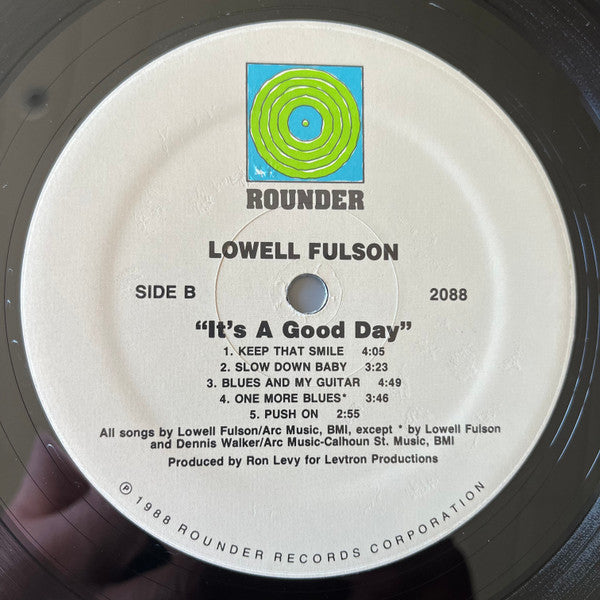 ROUNDER
LOWELL FULSON
SIDE B
2088
“It's A Good Day”
1. KEEP THAT SMILE 4:05
2. SLOW DOWN BABY 3:23
3. BLUES AND MY GUITAR 4:49
4. ONE MORE BLUES* 3:46
5. PUSH ON 2:55
All songs by Lowell Fulson/Arc Music, BMI, except * by Lowell Fulson
and Dennis Walker/Arc Music-Calhoun St. Music, BMI
Produced by Ron Levy for Levtron Productions
℗ 1988 ROUNDER RECORDS CORPORATION